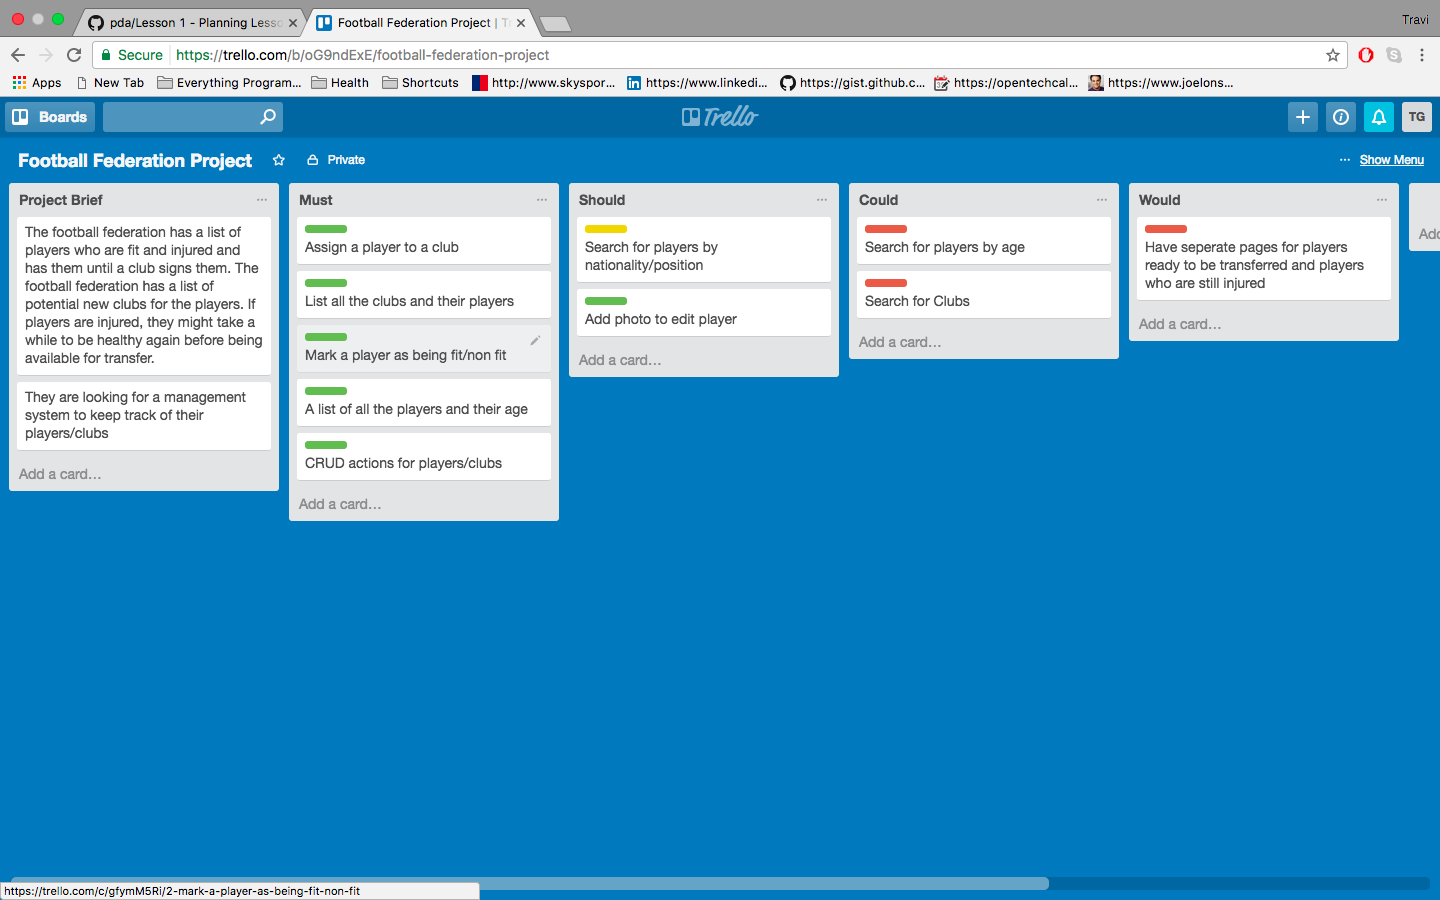 pda/Lesson 1 - Planning Lesso
Football Federation Project | T
Travi
Secure
https://trello.com/b/oG9ndExE/football-federation-project
Apps
New Tab
Everything Program...
Health
Shortcuts
http://www.skyspor...
https://www.linkedi...
https://gist.github.c...
https://opentechcal...
https://www.joelons...
Boards
Trello
TG
Football Federation Project
Private
... Show Menu
Project Brief
The football federation has a list of
players who are fit and injured and
has them until a club signs them. The
football federation has a list of
potential new clubs for the players. If
players are injured, they might take a
while to be healthy again before being
available for transfer.
They are looking for a management
system to keep track of their
players/clubs
Add a card...
Must
Assign a player to a club
List all the clubs and their players
Mark a player as being fit/non fit
A list of all the players and their age
CRUD actions for players/clubs
Add a card...
Should
Search for players by
nationality/position
Add photo to edit player
Add a card...
Could
Search for players by age
Search for Clubs
Add a card...
Would
Have seperate pages for players
ready to be transferred and players
who are still injured
Add a card...
Add
https://trello.com/c/gfymM5Ri/2-mark-a-player-as-being-fit-non-fit